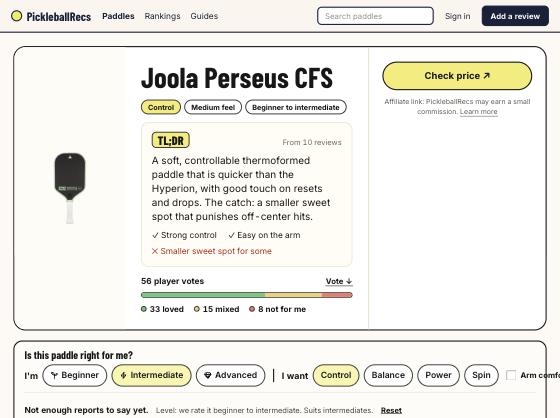 PickleballRecs Paddles Rankings Guides Search paddles Sign in Add a review
Joola Perseus CFS
Control Medium feel Beginner to intermediate
TL;DR From 10 reviews
A soft, controllable thermoformed
paddle that is quicker than the
Hyperion, with good touch on resets
and drops. The catch: a smaller sweet
spot that punishes off-center hits.
✓ Strong control ✓ Easy on the arm
✕ Smaller sweet spot for some
56 player votes Vote ↓
33 loved 15 mixed 8 not for me
Check price ↗
Affiliate link: PickleballRecs may earn a small
commission. Learn more
Is this paddle right for me?
I'm Beginner Intermediate Advanced I want Control Balance Power Spin Arm comfo
Not enough reports to say yet. Level: we rate it beginner to intermediate. Suits intermediates. Reset